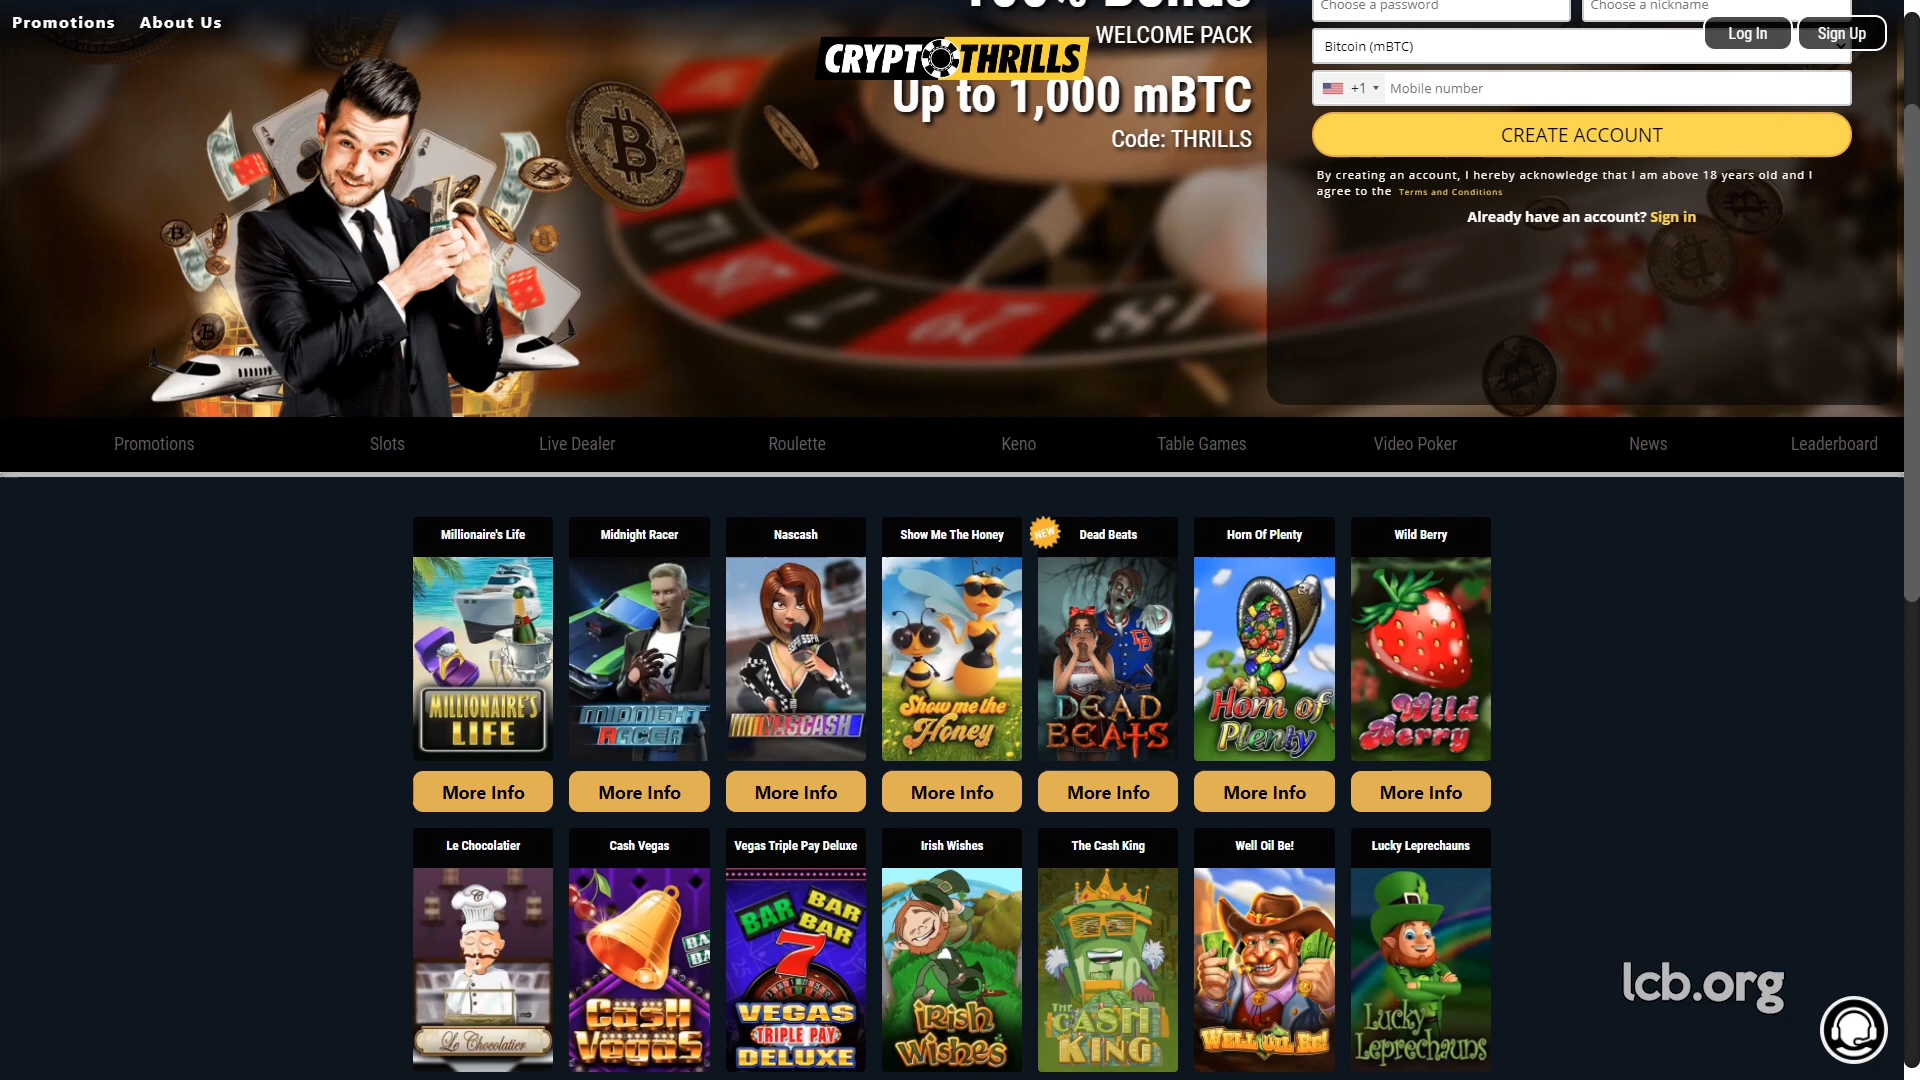 Promotions
About Us
100% Bonus
WELCOME PACK
CRYPTOTHRILLS
Up to 1,000 mBTC
Code: THRILLS
Choose a password
Choose a nickname
Log In
Sign Up
Bitcoin (mBTC)
+1
Mobile number
CREATE ACCOUNT
By creating an account, I hereby acknowledge that I am above 18 years old and I
agree to the Terms and Conditions
Already have an account? Sign in
Promotions
Slots
Live Dealer
Roulette
Keno
Table Games
Video Poker
News
Leaderboard
Millionaire's Life
Midnight Racer
Nascash
Show Me The Honey
NEW
Dead Beats
Horn Of Plenty
Wild Berry
MILLIONAIRE'S
LIFE
MIDNIGHT
RACER
NASCASH
Show me the
Honey
DEAD
BEATS
Horn of
Plenty
Wild
Berry
More Info
More Info
More Info
More Info
More Info
More Info
More Info
Le Chocolatier
Cash Vegas
Vegas Triple Pay Deluxe
Irish Wishes
The Cash King
Well Oil Be!
Lucky Leprechauns
Le Chocolatier
CASH
VEGAS
BAR
BAR
BAR
7
VEGAS
TRIPLE PAY
DELUXE
Irish
Wishes
THE
CASH
KING
WELL OIL BE!
Lucky
Leprechauns
lcb.org